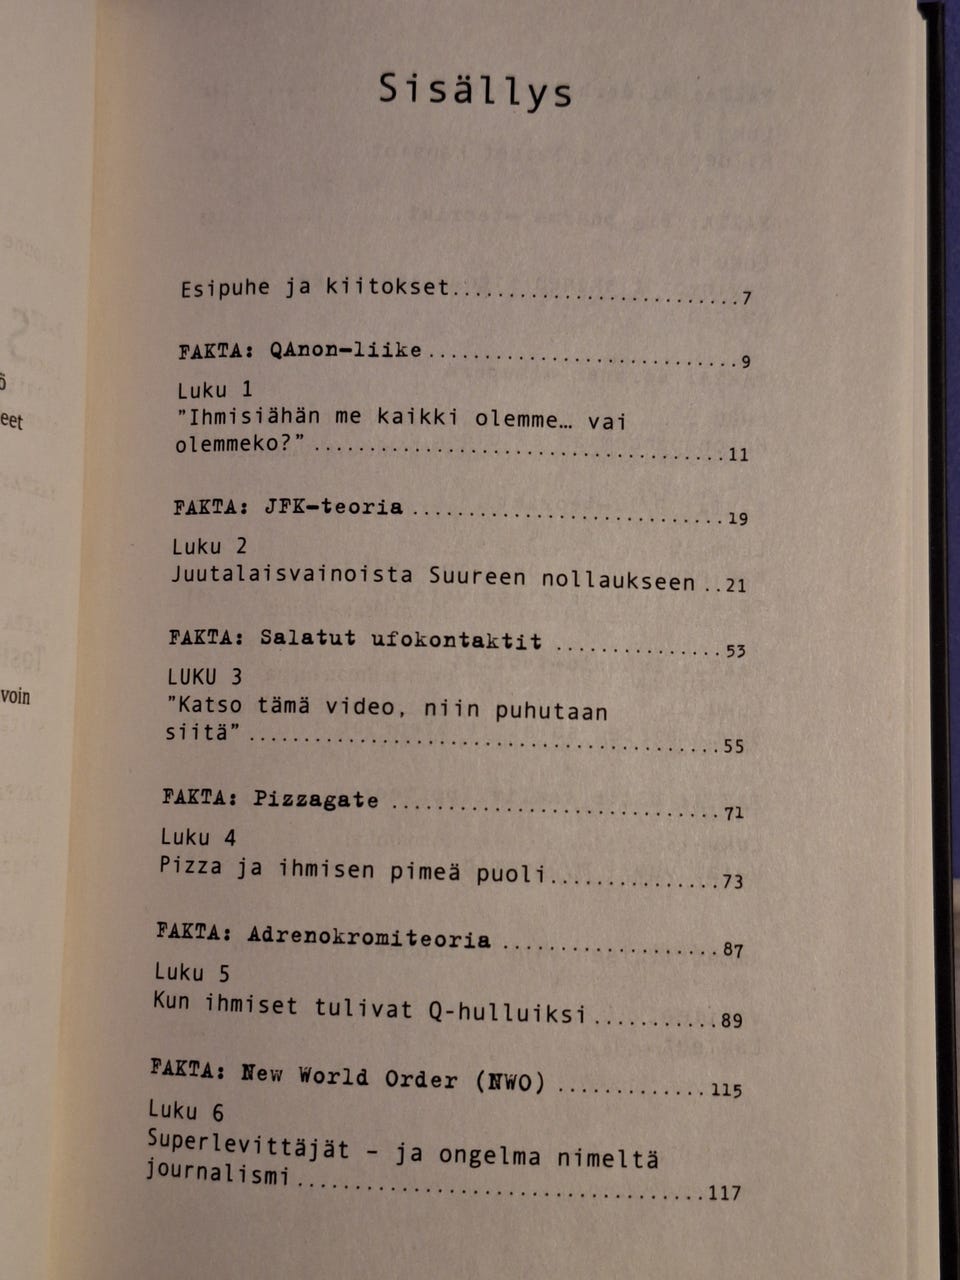 Sisällys
Esipuhe ja kiitokset..........................7
FAKTA: QAnon-liike............................9
Luku 1
”Ihmisiähän me kaikki olemme… vai
olemmeko?”.....................................11
FAKTA: JFK-teoria.............................19
Luku 2
Juutalaisvainoista Suureen nollaukseen..21
FAKTA: Salatut ufokontaktit...............53
LUKU 3
”Katso tämä video, niin puhutaan
siitä”...........................................55
FAKTA: Pizzagate..............................71
Luku 4
Pizza ja ihmisen pimeä puoli...............73
FAKTA: Adrenokromiteoria...................87
Luku 5
Kun ihmiset tulivat Q-hulluiksi...........89
FAKTA: New World Order (NWO).............115
Luku 6
Superlevittäjät – ja ongelma nimeltä
journalismi.....................................117
eet
voin